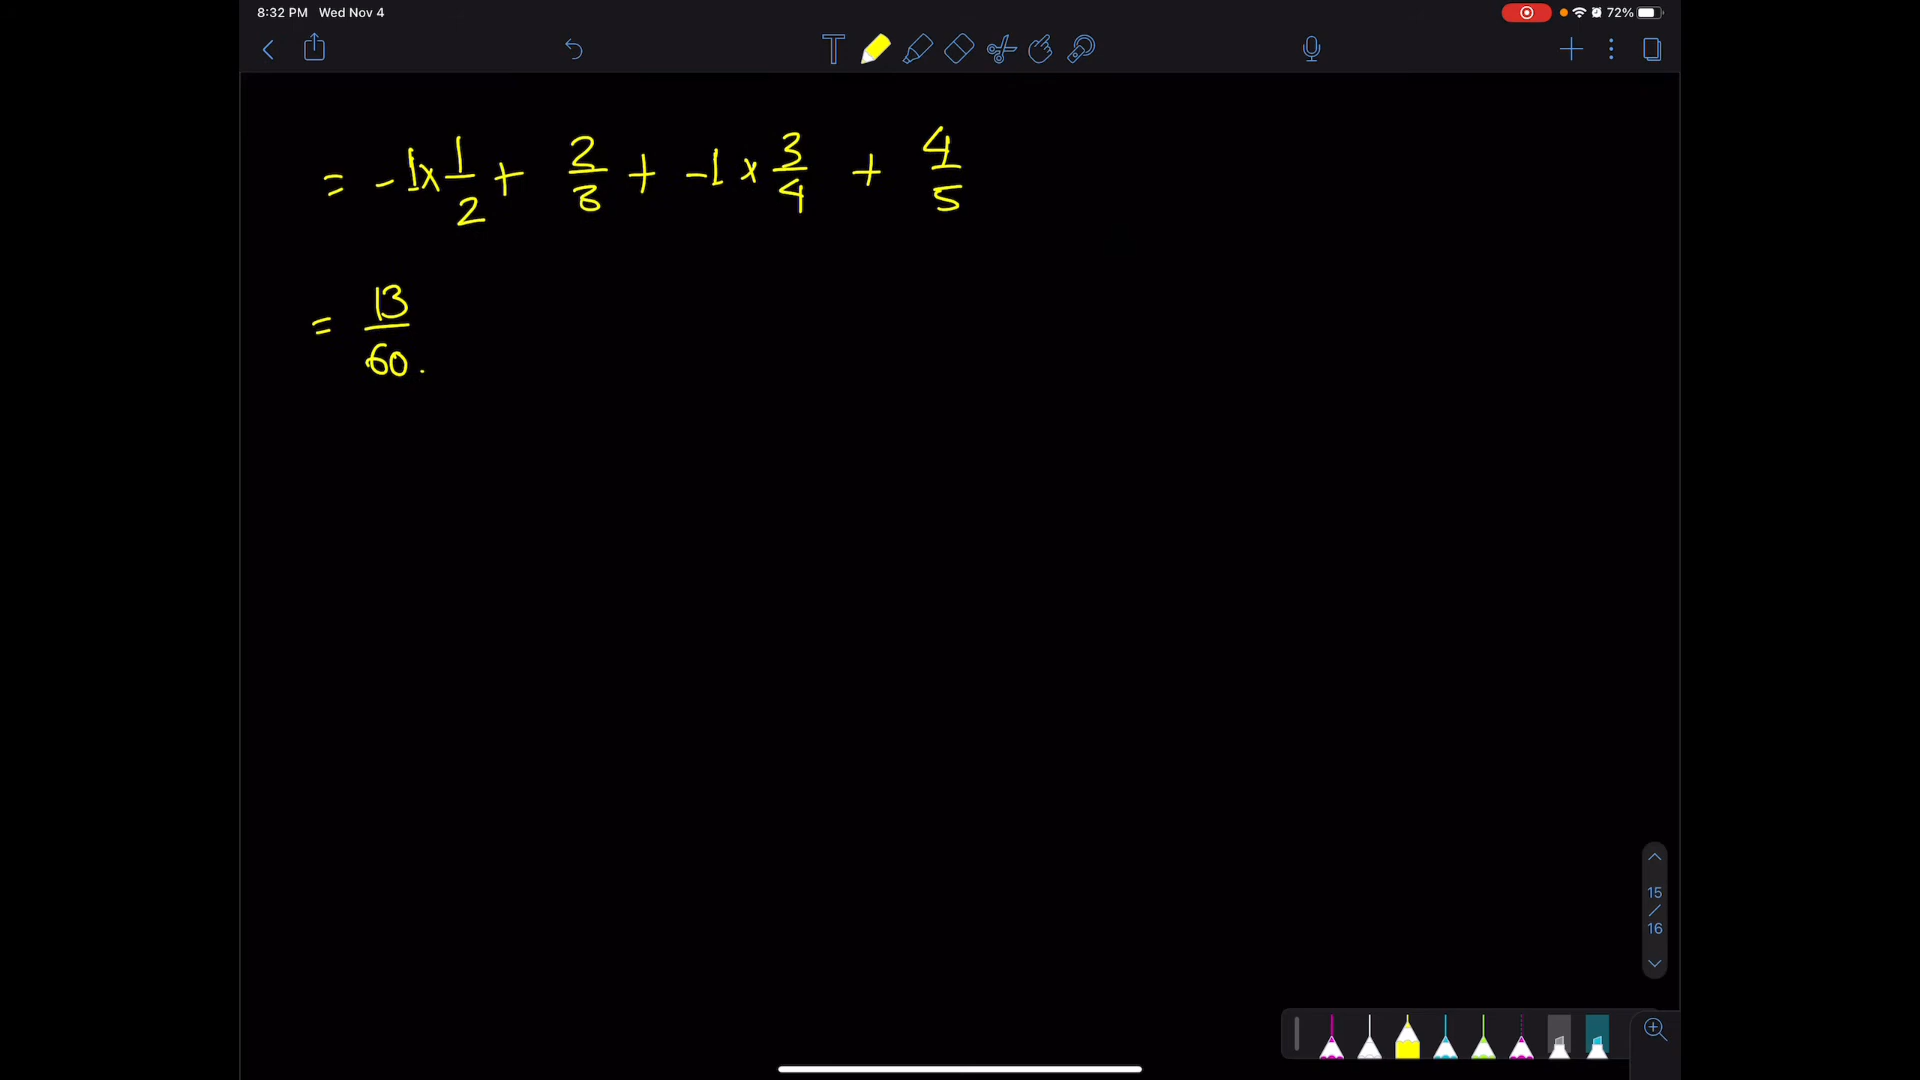 8:32 PM Wed Nov 4
72%
= -1 × 1/2 + 2/3 + -1 × 3/4 + 4/5
= 13/60.
15
/
16